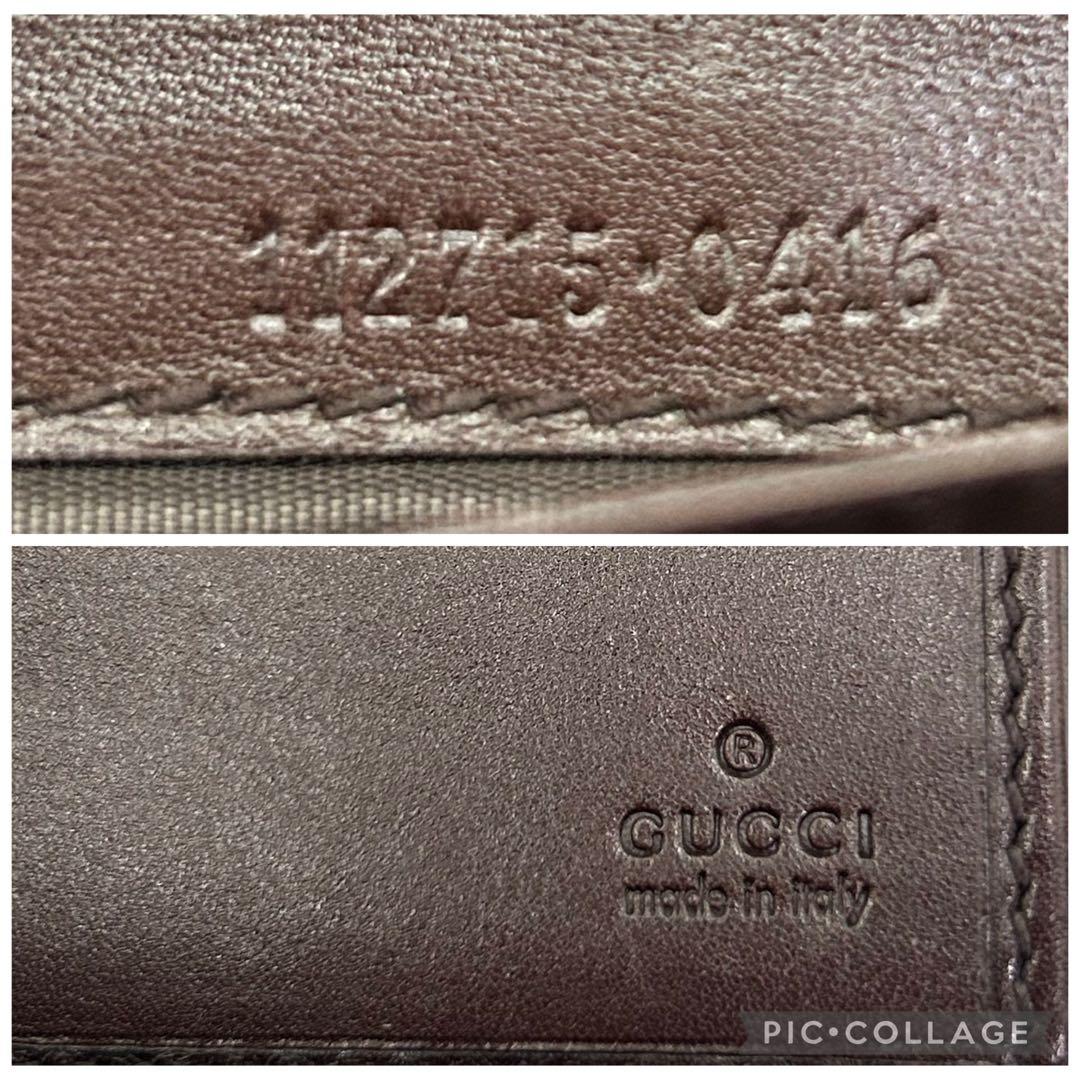 112715·0416
®
GUCCI
made in italy
PIC•COLLAGE